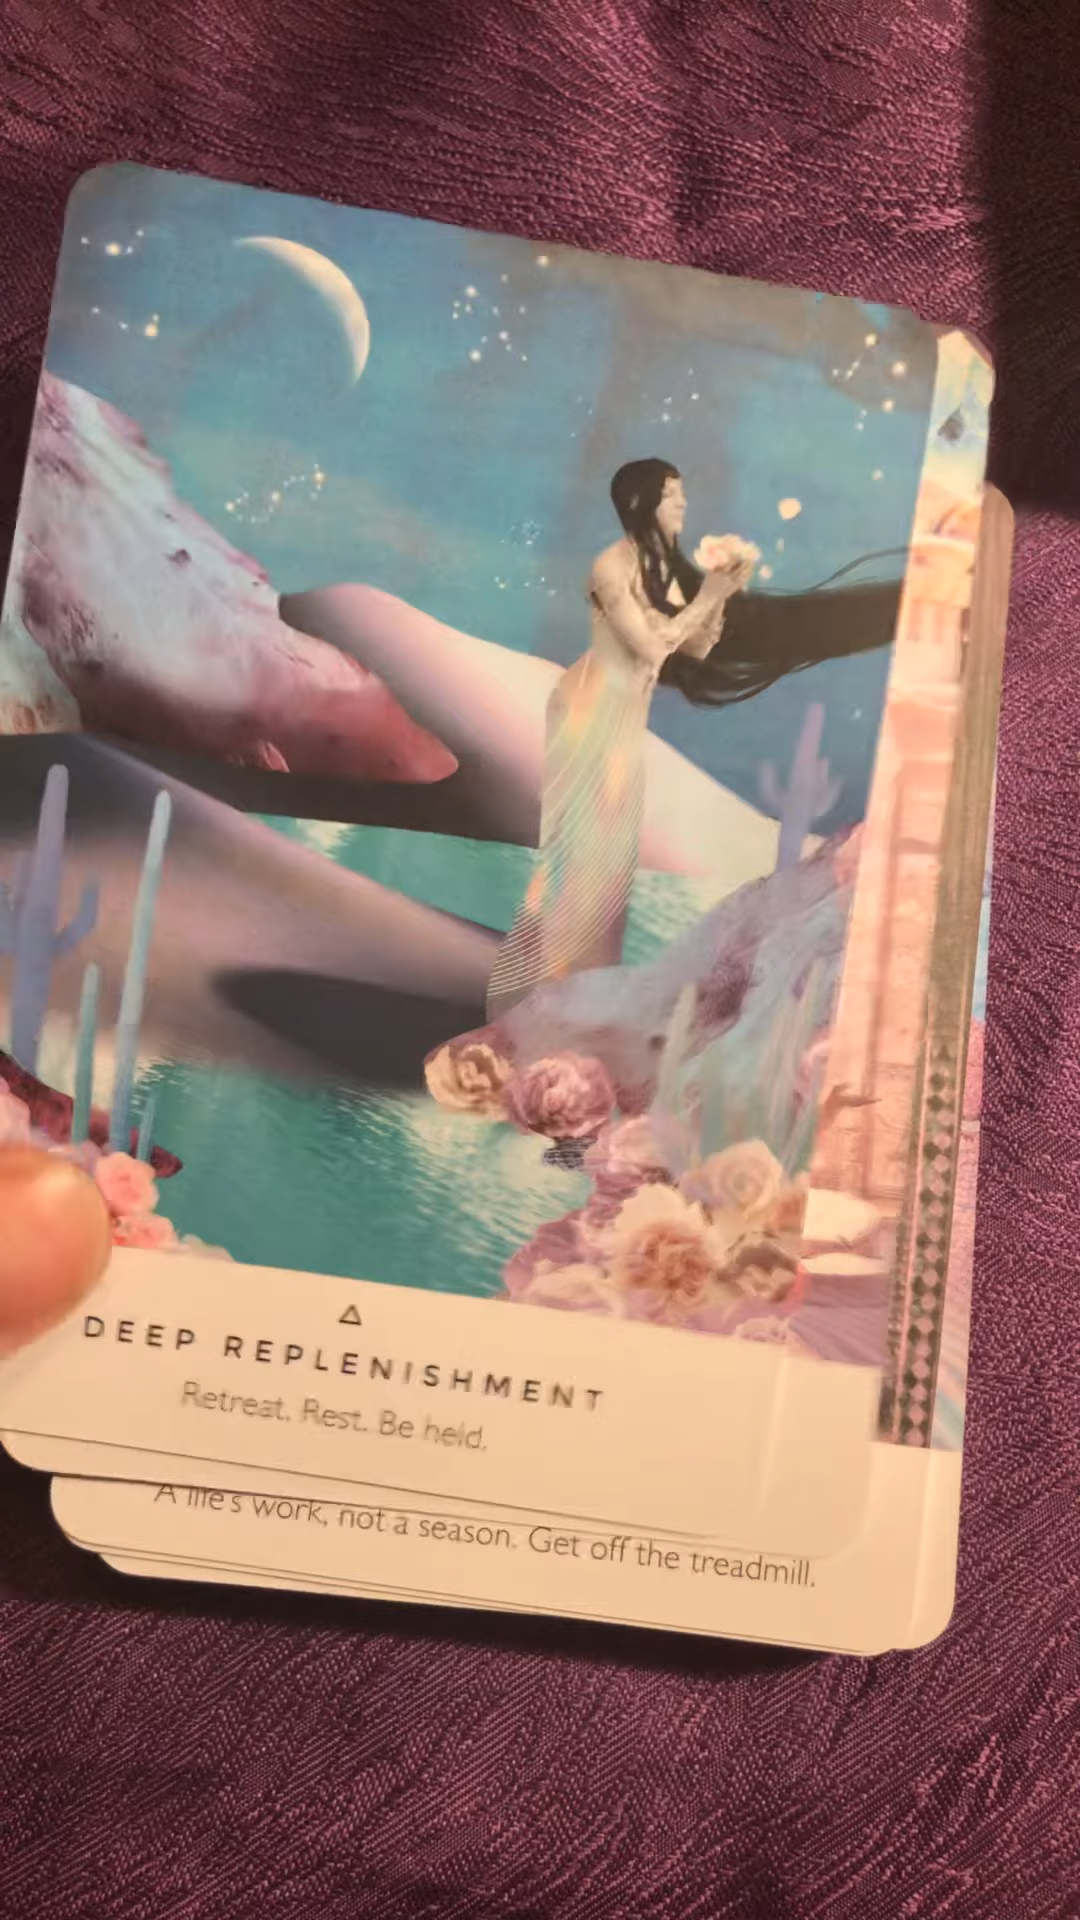 DEEP REPLENISHMENT
Retreat. Rest. Be held.
A life's work, not a season. Get off the treadmill.